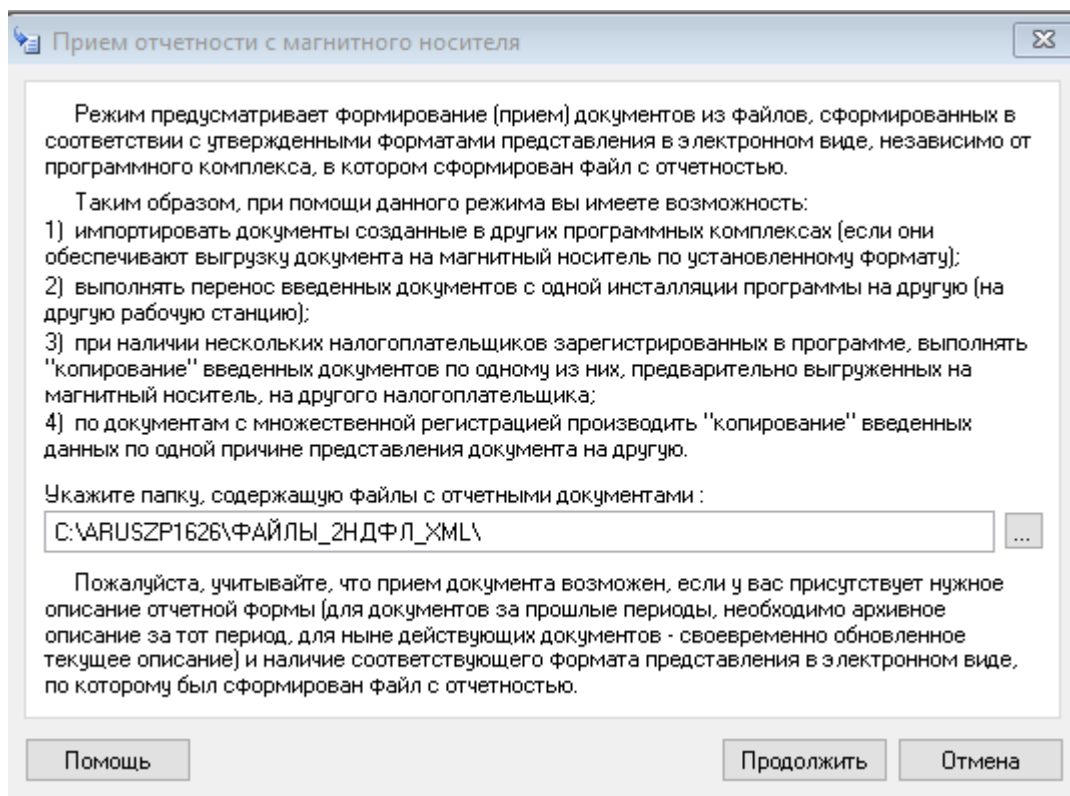 Прием отчетности с магнитного носителя
Режим предусматривает формирование (прием) документов из файлов, сформированных в
соответствии с утвержденными форматами представления в электронном виде, независимо от
программного комплекса, в котором сформирован файл с отчетностью.
Таким образом, при помощи данного режима вы имеете возможность:
1) импортировать документы созданные в других программных комплексах (если они
обеспечивают выгрузку документа на магнитный носитель по установленному формату);
2) выполнять перенос введенных документов с одной инсталляции программы на другую (на
другую рабочую станцию);
3) при наличии нескольких налогоплательщиков зарегистрированных в программе, выполнять
"копирование" введенных документов по одному из них, предварительно выгруженных на
магнитный носитель, на другого налогоплательщика;
4) по документам с множественной регистрацией производить "копирование" введенных
данных по одной причине представления документа на другую.
Укажите папку, содержащую файлы с отчетными документами :
C:\ARUSZP1626\ФАЙЛЫ_2НДФЛ_XML\
...
Пожалуйста, учитывайте, что прием документа возможен, если у вас присутствует нужное
описание отчетной формы (для документов за прошлые периоды, необходимо архивное
описание за тот период, для ныне действующих документов - своевременно обновленное
текущее описание) и наличие соответствующего формата представления в электронном виде,
по которому был сформирован файл с отчетностью.
Помощь
Продолжить
Отмена